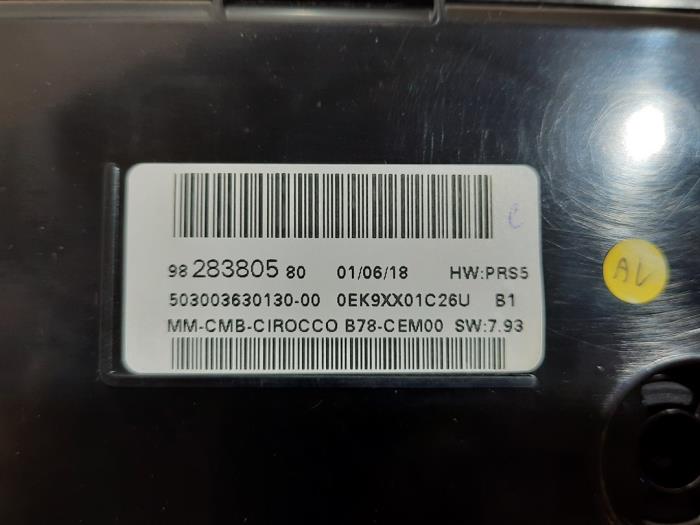 98 283805 80 01/06/18 HW:PRS5
503003630130-00 0EK9XX01C26U B1
MM-CMB-CIROCCO B78-CEM00 SW:7.93
AV